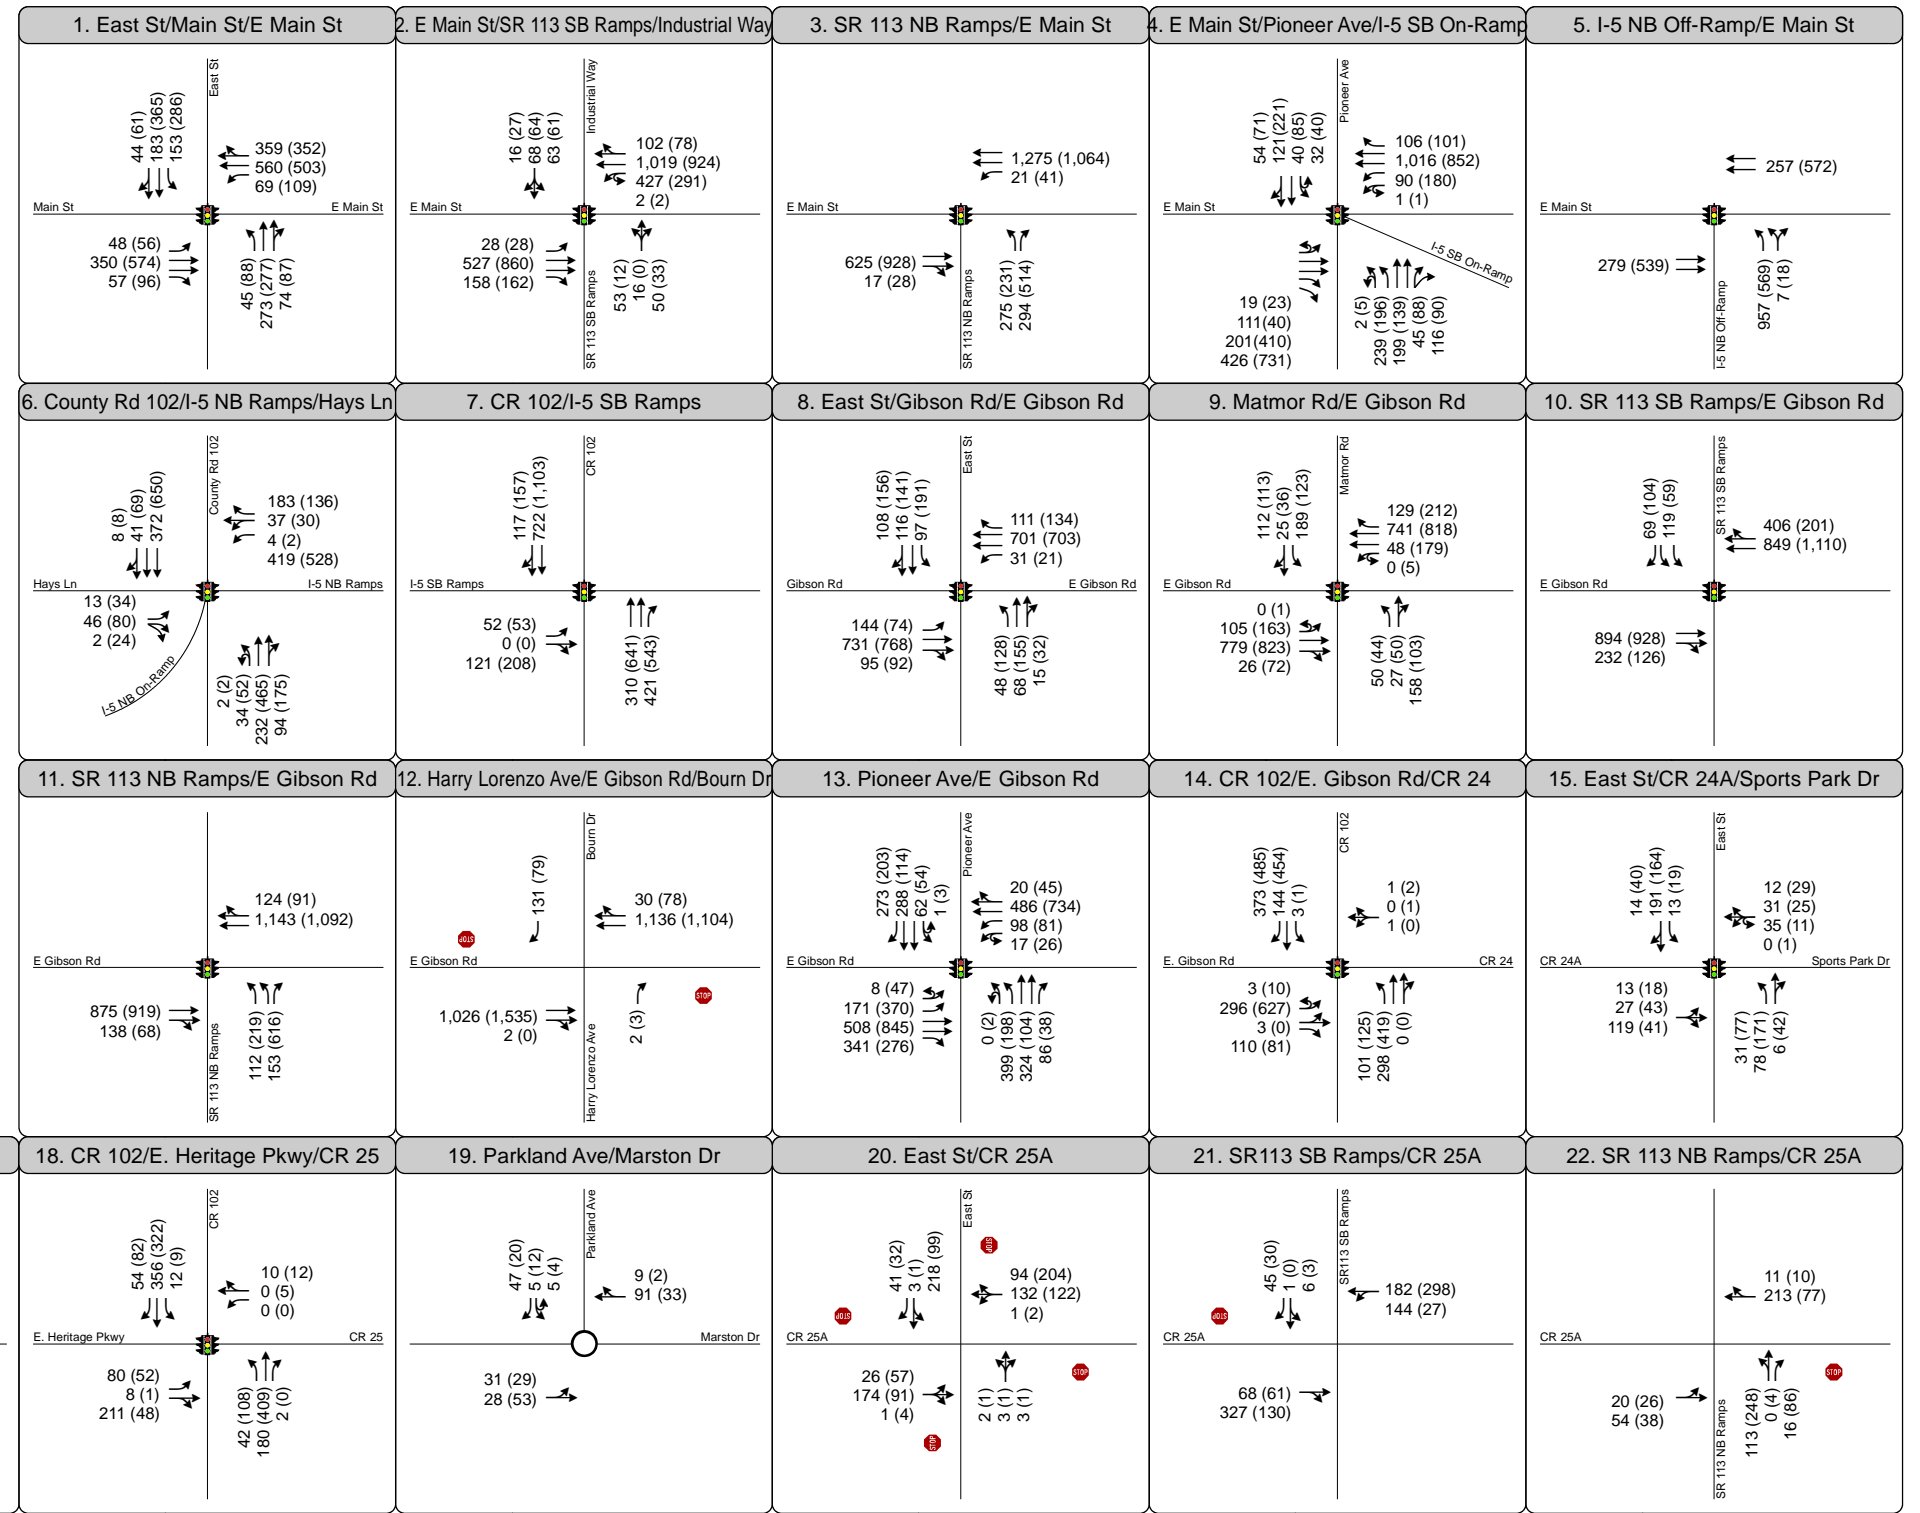 1. East St/Main St/E Main St
East St
44 (61)
183 (365)
153 (286)
359 (352)
560 (503)
69 (109)
Main St
E Main St
48 (56)
350 (574)
57 (96)
45 (88)
273 (277)
74 (87)
2. E Main St/SR 113 SB Ramps/Industrial Way
Industrial Way
16 (27)
68 (64)
63 (61)
102 (78)
1,019 (924)
427 (291)
2 (2)
E Main St
28 (28)
527 (860)
158 (162)
SR 113 SB Ramps
53 (12)
16 (0)
50 (33)
3. SR 113 NB Ramps/E Main St
1,275 (1,064)
21 (41)
E Main St
625 (928)
17 (28)
SR 113 NB Ramps
275 (231)
294 (514)
4. E Main St/Pioneer Ave/I-5 SB On-Ramp
Pioneer Ave
54 (71)
121 (221)
40 (85)
32 (40)
106 (101)
1,016 (852)
90 (180)
1 (1)
E Main St
I-5 SB On-Ramp
19 (23)
111(40)
201(410)
426 (731)
2 (5)
239 (196)
199 (139)
45 (88)
116 (90)
5. I-5 NB Off-Ramp/E Main St
257 (572)
E Main St
279 (539)
I-5 NB Off-Ramp
957 (569)
7 (18)
6. County Rd 102/I-5 NB Ramps/Hays Ln
County Rd 102
8 (8)
41 (69)
372 (650)
183 (136)
37 (30)
4 (2)
419 (528)
Hays Ln
I-5 NB Ramps
13 (34)
46 (80)
2 (24)
I-5 NB On-Ramp
2 (2)
34 (52)
232 (465)
94 (175)
7. CR 102/I-5 SB Ramps
CR 102
117 (157)
722 (1,103)
I-5 SB Ramps
52 (53)
0 (0)
121 (208)
310 (641)
421 (543)
8. East St/Gibson Rd/E Gibson Rd
East St
108 (156)
116 (141)
97 (191)
111 (134)
701 (703)
31 (21)
Gibson Rd
E Gibson Rd
144 (74)
731 (768)
95 (92)
48 (128)
68 (155)
15 (32)
9. Matmor Rd/E Gibson Rd
Matmor Rd
112 (113)
25 (36)
189 (123)
129 (212)
741 (818)
48 (179)
0 (5)
E Gibson Rd
0 (1)
105 (163)
779 (823)
26 (72)
50 (44)
27 (50)
158 (103)
10. SR 113 SB Ramps/E Gibson Rd
SR 113 SB Ramps
69 (104)
119 (59)
406 (201)
849 (1,110)
E Gibson Rd
894 (928)
232 (126)
11. SR 113 NB Ramps/E Gibson Rd
124 (91)
1,143 (1,092)
E Gibson Rd
875 (919)
138 (68)
SR 113 NB Ramps
112 (219)
153 (616)
12. Harry Lorenzo Ave/E Gibson Rd/Bourn Dr
Bourn Dr
131 (79)
30 (78)
1,136 (1,104)
STOP
E Gibson Rd
STOP
1,026 (1,535)
2 (0)
Harry Lorenzo Ave
2 (3)
13. Pioneer Ave/E Gibson Rd
Pioneer Ave
273 (203)
288 (114)
62 (54)
1 (3)
20 (45)
486 (734)
98 (81)
17 (26)
E Gibson Rd
8 (47)
171 (370)
508 (845)
341 (276)
0 (2)
399 (198)
324 (104)
86 (38)
14. CR 102/E. Gibson Rd/CR 24
CR 102
373 (485)
144 (454)
3 (1)
1 (2)
0 (1)
1 (0)
E. Gibson Rd
CR 24
3 (10)
296 (627)
3 (0)
110 (81)
101 (125)
298 (419)
0 (0)
15. East St/CR 24A/Sports Park Dr
East St
14 (40)
191 (164)
13 (19)
12 (29)
31 (25)
35 (11)
0 (1)
CR 24A
Sports Park Dr
13 (18)
27 (43)
119 (41)
31 (77)
78 (171)
6 (42)
18. CR 102/E. Heritage Pkwy/CR 25
CR 102
54 (82)
356 (322)
12 (9)
10 (12)
0 (5)
0 (0)
E. Heritage Pkwy
CR 25
80 (52)
8 (1)
211 (48)
42 (108)
180 (409)
2 (0)
19. Parkland Ave/Marston Dr
Parkland Ave
47 (20)
5 (12)
5 (4)
9 (2)
91 (33)
Marston Dr
31 (29)
28 (53)
20. East St/CR 25A
East St
41 (32)
3 (1)
218 (99)
STOP
94 (204)
132 (122)
1 (2)
STOP
CR 25A
STOP
26 (57)
174 (91)
1 (4)
STOP
2 (1)
3 (1)
3 (1)
21. SR113 SB Ramps/CR 25A
SR113 SB Ramps
45 (30)
1 (0)
6 (3)
182 (298)
144 (27)
STOP
CR 25A
68 (61)
327 (130)
22. SR 113 NB Ramps/CR 25A
11 (10)
213 (77)
CR 25A
STOP
20 (26)
54 (38)
SR 113 NB Ramps
113 (248)
0 (4)
16 (86)